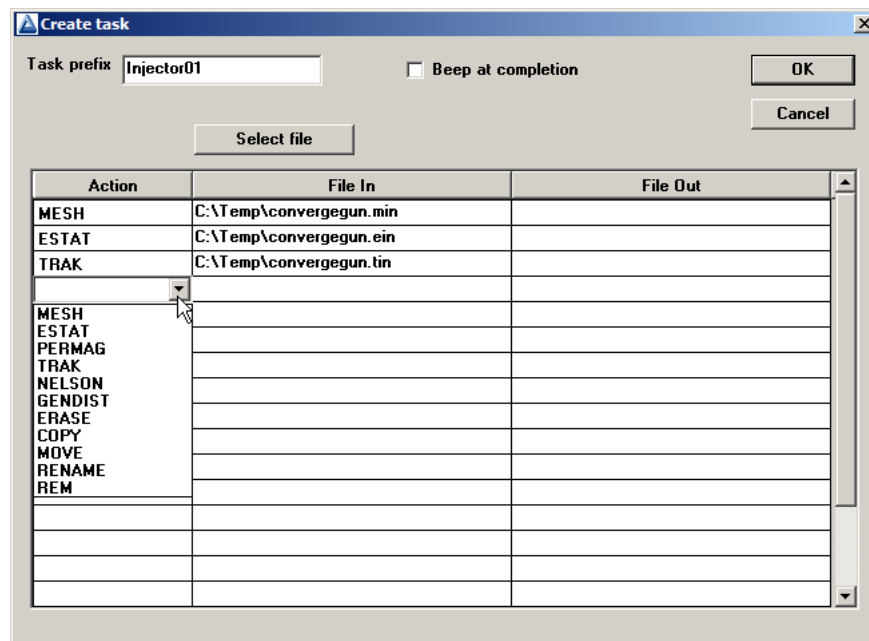 Create task
Task prefix Injector01 Beep at completion OK
Cancel
Select file
Action File In File Out
MESH C:\Temp\convergegun.min
ESTAT C:\Temp\convergegun.ein
TRAK C:\Temp\convergegun.tin
MESH
ESTAT
PERMAG
TRAK
NELSON
GENDIST
ERASE
COPY
MOVE
RENAME
REM